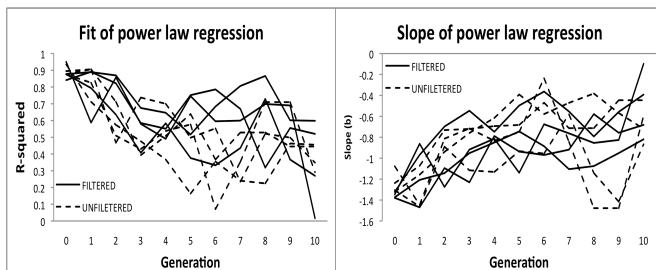 Fit of power law regression
R-squared
1
0.9
0.8
0.7
0.6
0.5
0.4
0.3
0.2
0.1
0
FILTERED
UNFILETERED
0 1 2 3 4 5 6 7 8 9 10
Generation
Slope of power law regression
Slope (b)
0
-0.2
-0.4
-0.6
-0.8
-1
-1.2
-1.4
-1.6
FILTERED
UNFILETERED
0 1 2 3 4 5 6 7 8 9 10
Generation